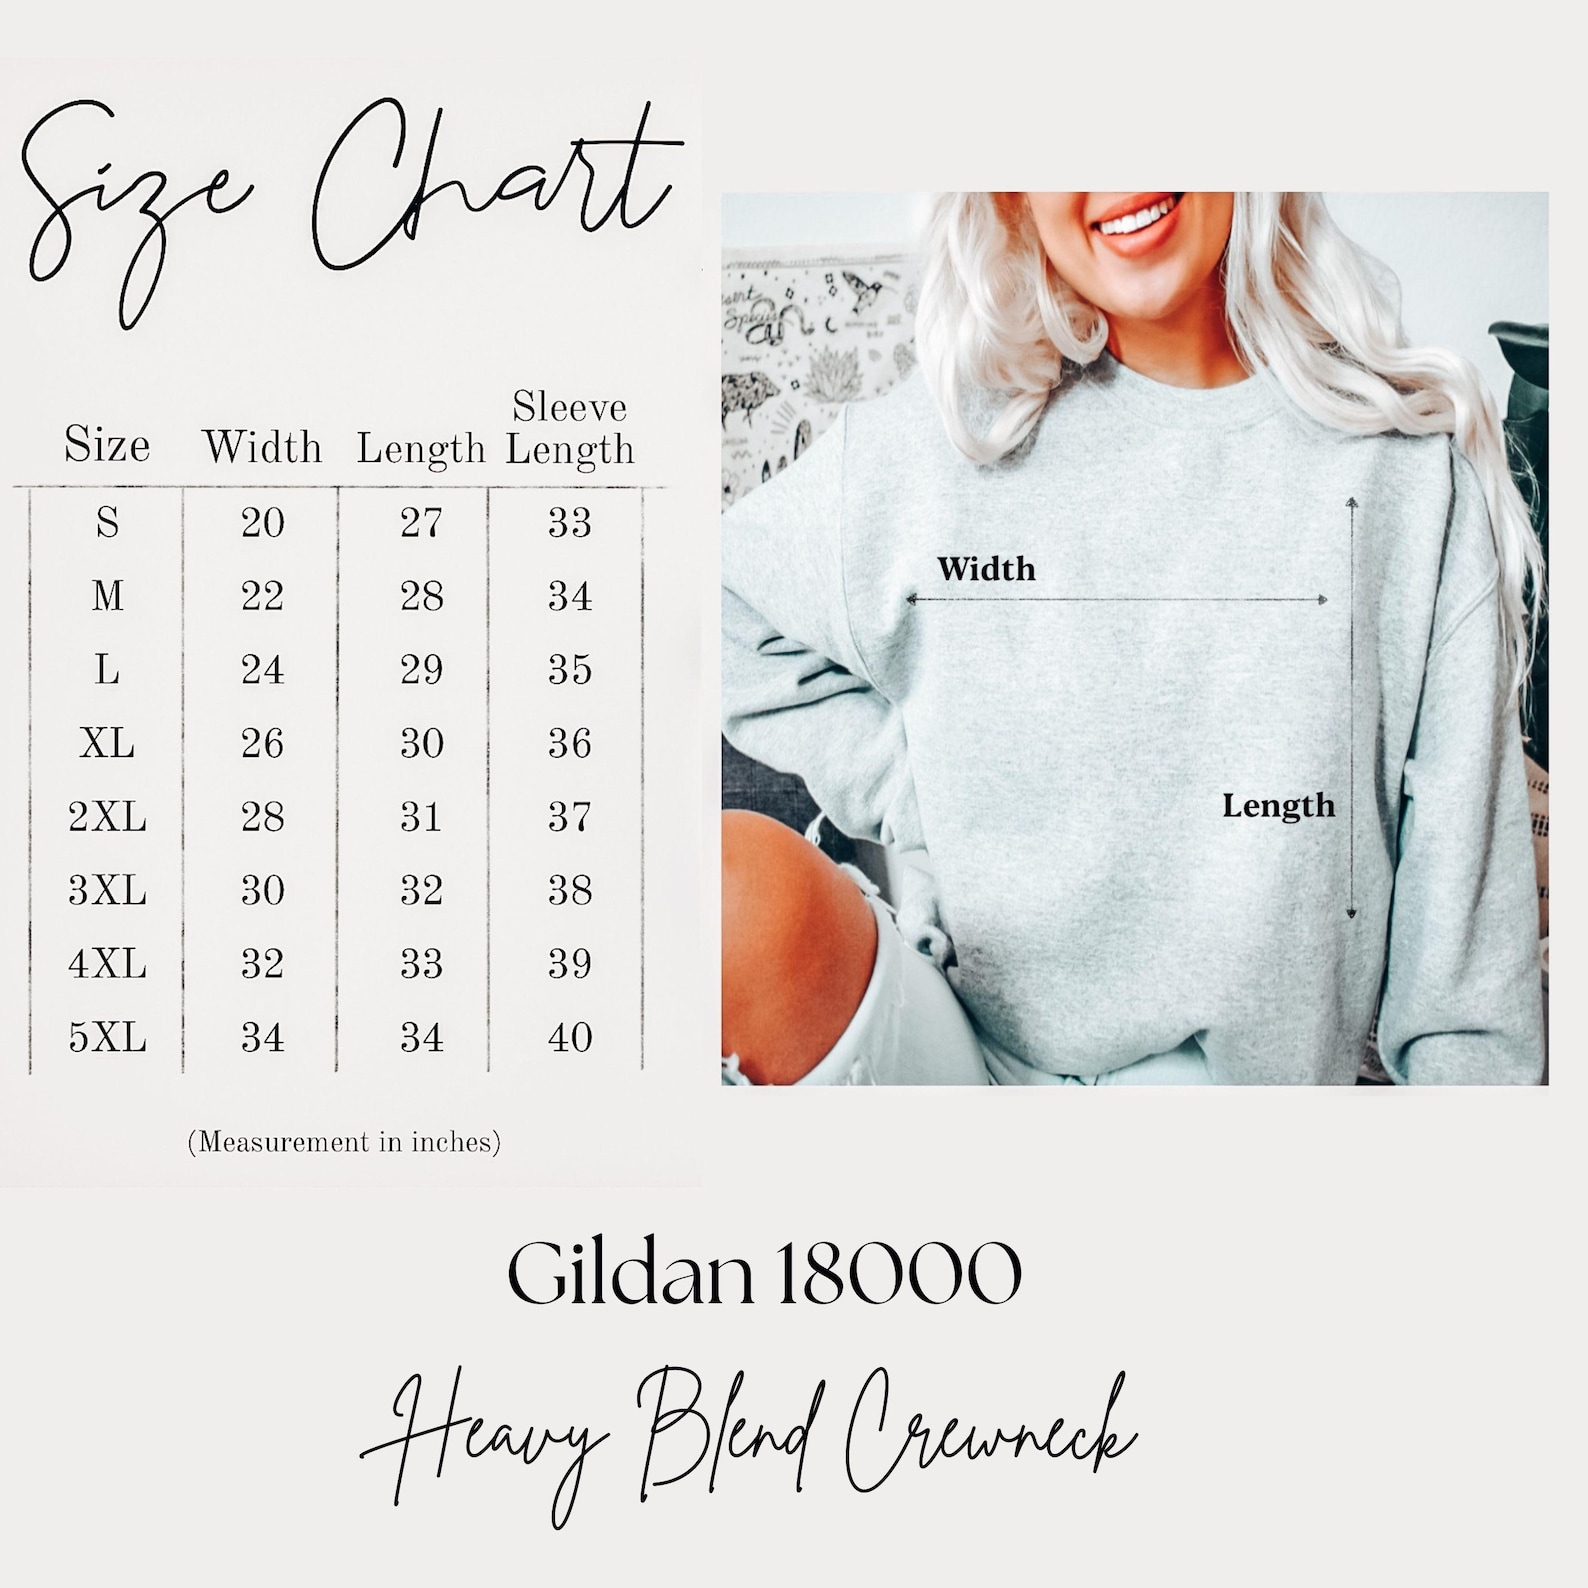 Size Chart
Size Width Length Sleeve Length
S 20 27 33
M 22 28 34
L 24 29 35
XL 26 30 36
2XL 28 31 37
3XL 30 32 38
4XL 32 33 39
5XL 34 34 40
(Measurement in inches)
Width
Length
Gildan 18000
Heavy Blend Crewneck